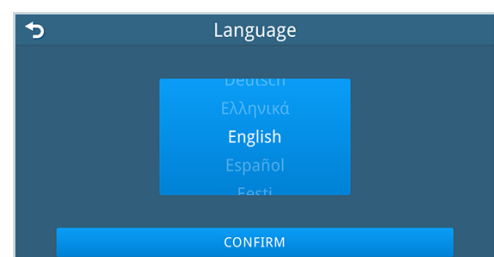 Language
Deutsch
Ελληνικά
English
Español
Eesti
CONFIRM